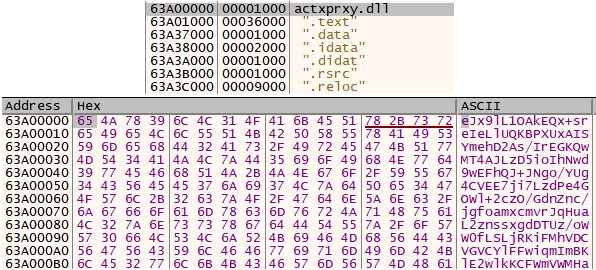 63A00000 00001000 actxprxy.dll
63A01000 00036000 ".text"
63A37000 00001000 ".data"
63A38000 00002000 ".idata"
63A3A000 00001000 ".didat"
63A3B000 00001000 ".rsrc"
63A3C000 00009000 ".reloc"
Address Hex ASCII
63A00000 65 4A 78 39 6C 4C 31 4F 41 6B 45 51 78 2B 73 72 eJx9lL1OAkEQx+sr
63A00010 65 49 65 4C 6C 55 51 4B 42 50 58 55 78 41 49 53 eIeLlUQKBPXUxAIS
63A00020 59 6D 65 68 44 32 41 73 2F 49 72 45 47 4B 51 77 YmehD2As/IrEGKQw
63A00030 4D 54 34 41 4A 4C 7A 44 35 69 6F 49 68 4E 77 64 MT4AJLzD5ioIhNwd
63A00040 39 77 45 46 68 51 4A 2B 4A 4E 67 6F 2F 59 55 67 9wEFhQJ+JNgo/YUg
63A00050 34 43 56 45 45 37 6A 69 37 4C 7A 64 50 65 34 47 4CVEE7ji7LzdPe4G
63A00060 4F 57 6C 2B 32 63 7A 4F 2F 47 64 6E 5A 6E 63 2F OWl+2czO/GdnZnc/
63A00070 6A 67 66 6F 61 6D 78 63 6D 76 72 4A 71 48 75 61 jgfoamxcmvrJqHua
63A00080 4C 32 7A 6E 73 73 78 67 64 44 54 55 7A 2F 6F 57 L2znssxgdDTUz/oW
63A00090 57 30 66 4C 53 4C 6A 52 4B 69 46 4D 68 56 44 43 W0fLSLjRKiFMhVDC
63A000A0 56 47 56 43 59 6C 46 46 77 69 71 6D 49 6D 42 4B VGVCYlFFwiqmImBK
63A000B0 6C 45 32 77 6C 6B 4B 43 46 57 6D 56 57 4D 48 61 lE2wlkKCFWmVWMHa